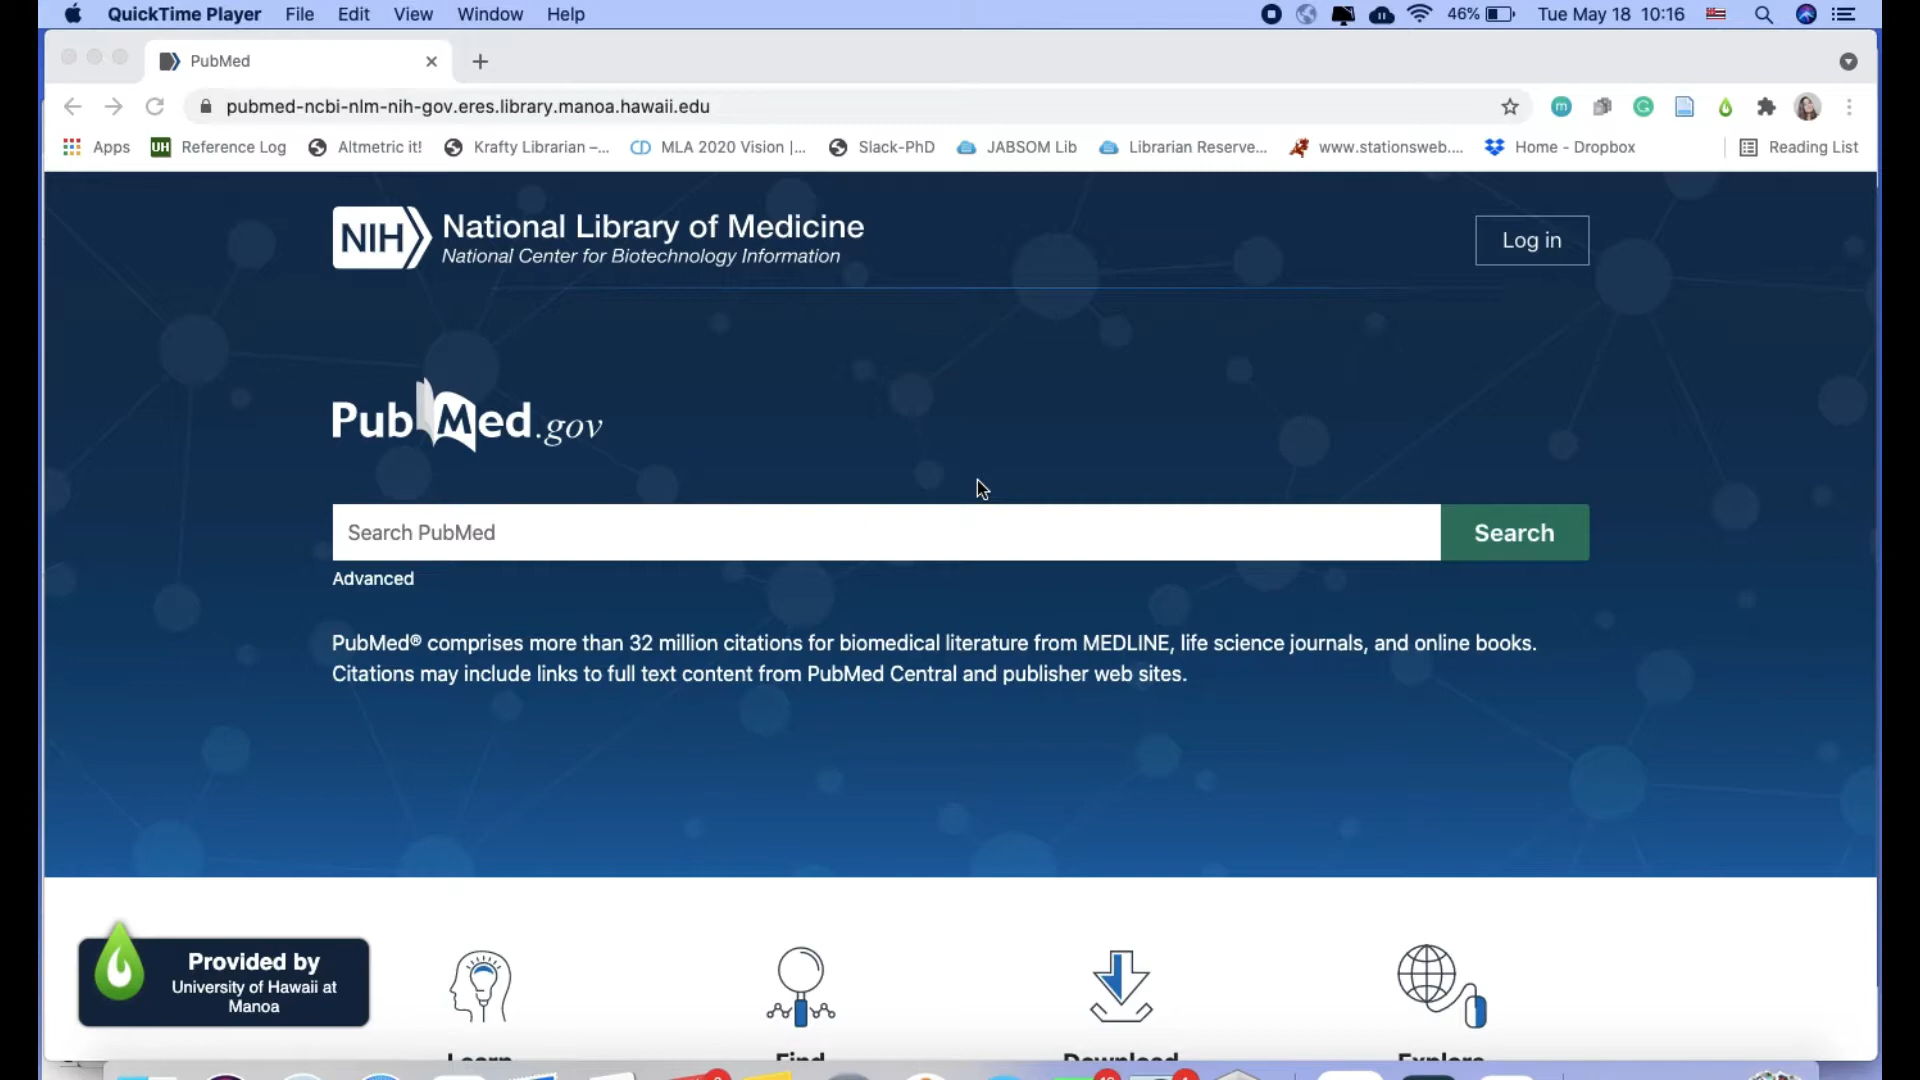 QuickTime Player File Edit View Window Help 46% Tue May 18 10:16
PubMed
pubmed-ncbi-nlm-nih-gov.eres.library.manoa.hawaii.edu
Apps UH Reference Log Altmetric it! Krafty Librarian –... MLA 2020 Vision |... Slack-PhD JABSOM Lib Librarian Reserve... www.stationsweb.... Home - Dropbox Reading List
NIH National Library of Medicine
National Center for Biotechnology Information
Log in
PubMed.gov
Search PubMed
Search
Advanced
PubMed® comprises more than 32 million citations for biomedical literature from MEDLINE, life science journals, and online books.
Citations may include links to full text content from PubMed Central and publisher web sites.
Provided by
University of Hawaii at
Manoa
Learn Find Download Explore